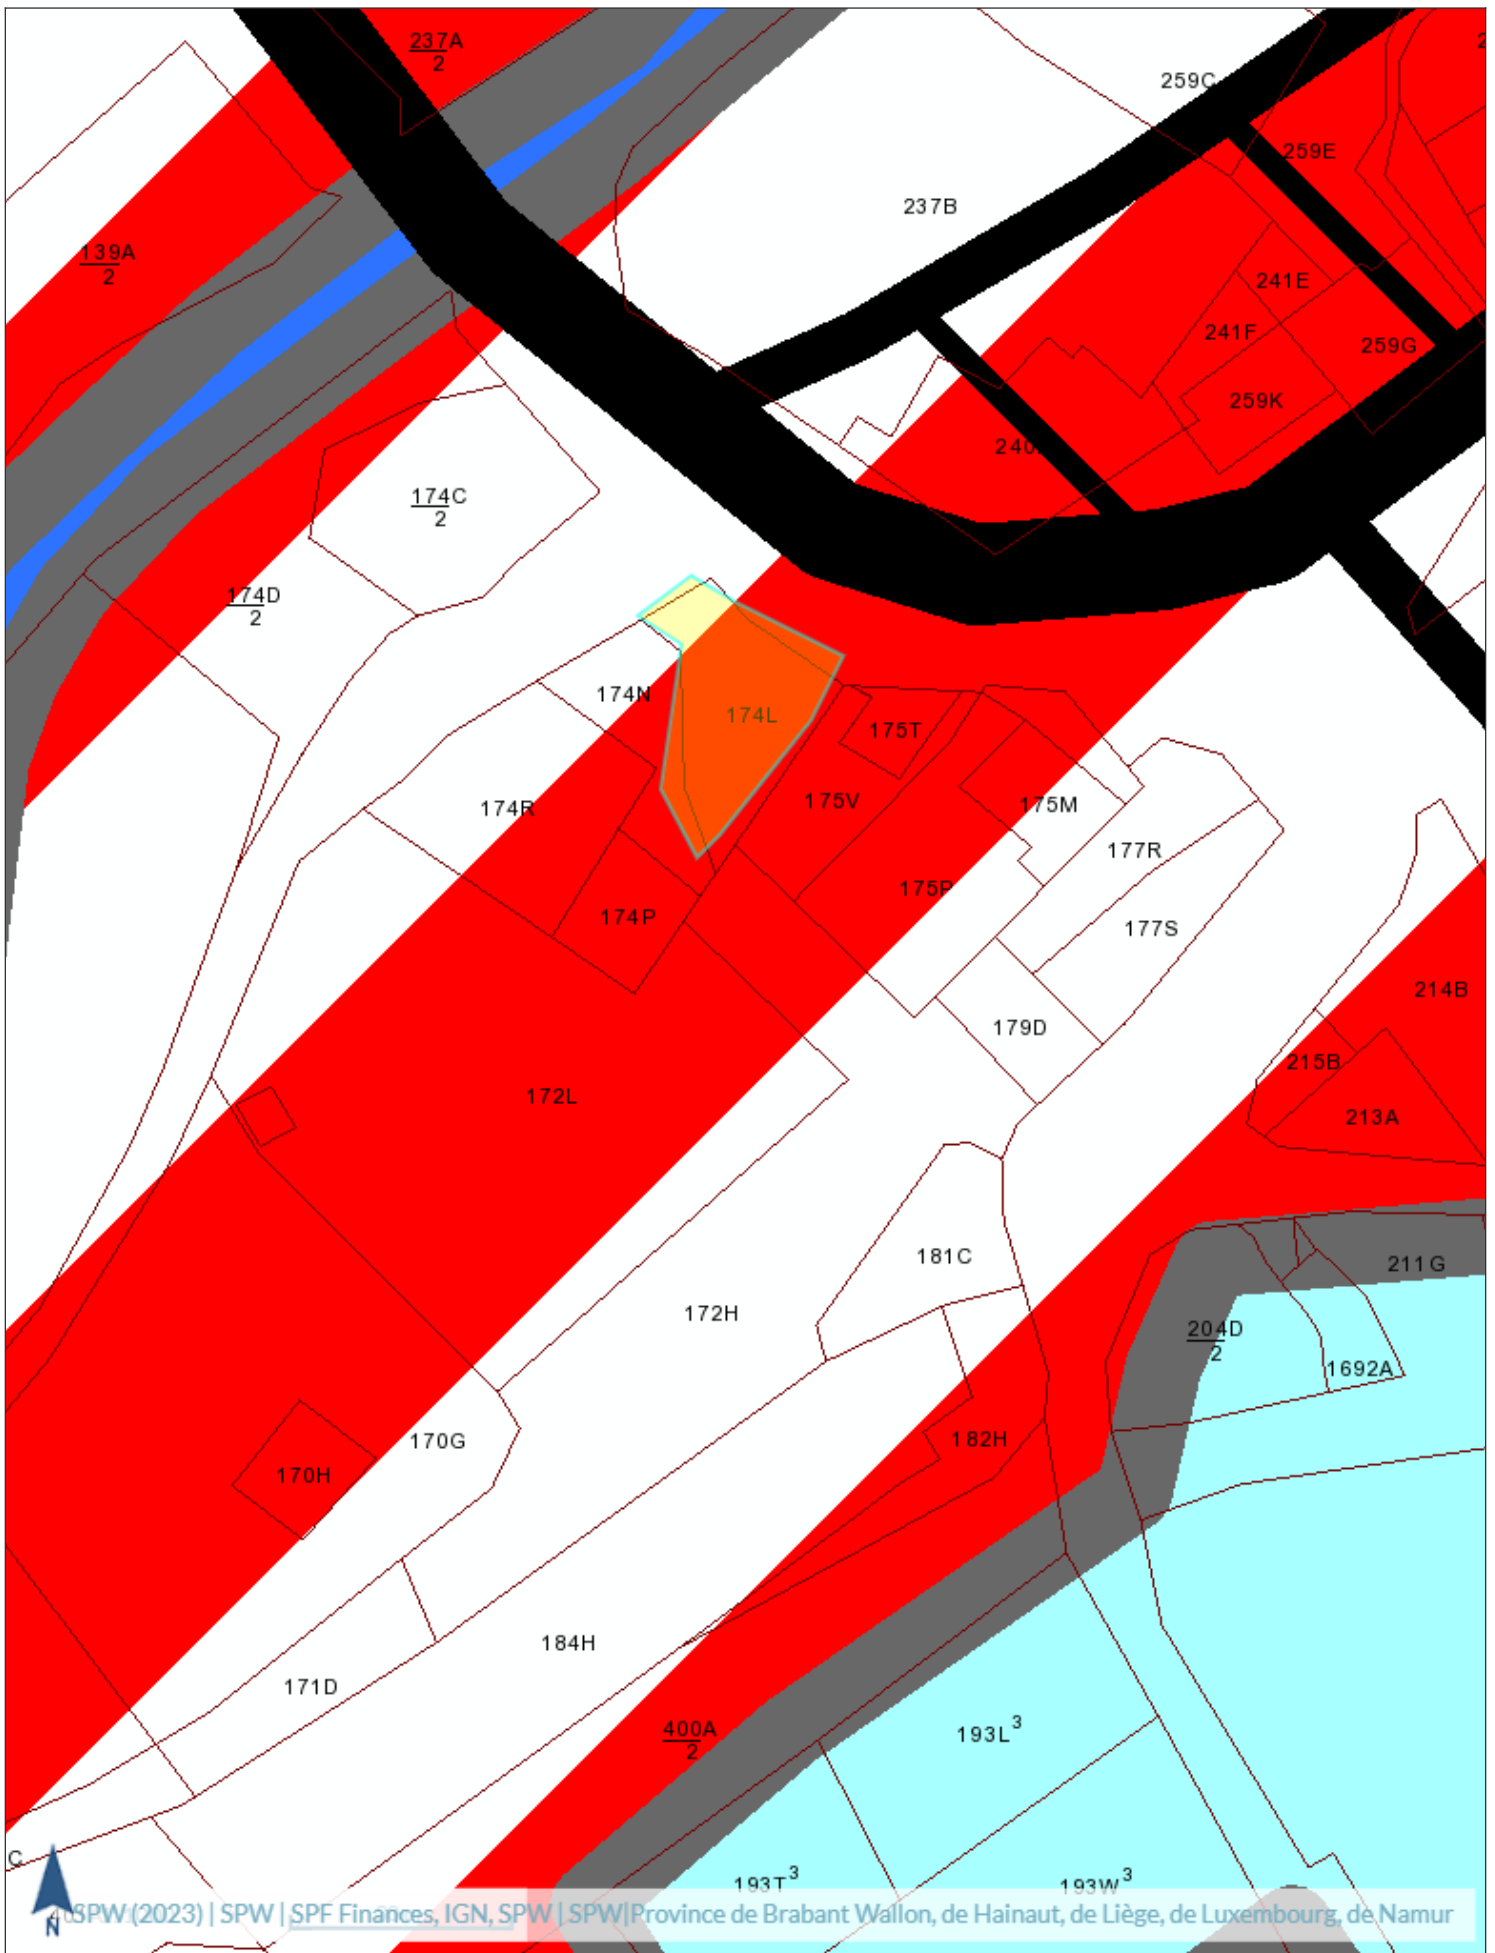 237A
2
259C
259E
237B
139A
2
241E
241F
259G
259K
240
174C
2
174D
2
174N
174L
175T
175V
174R
175M
177R
175P
174P
177S
214B
179D
215B
172L
213A
181C
211G
172H
204D
2
1692A
170G
182H
170H
184H
171D
400A
2
193L3
C
193T3
193W3
N
SPW (2023) | SPW | SPF Finances, IGN, SPW | SPW|Province de Brabant Wallon, de Hainaut, de Liège, de Luxembourg, de Namur